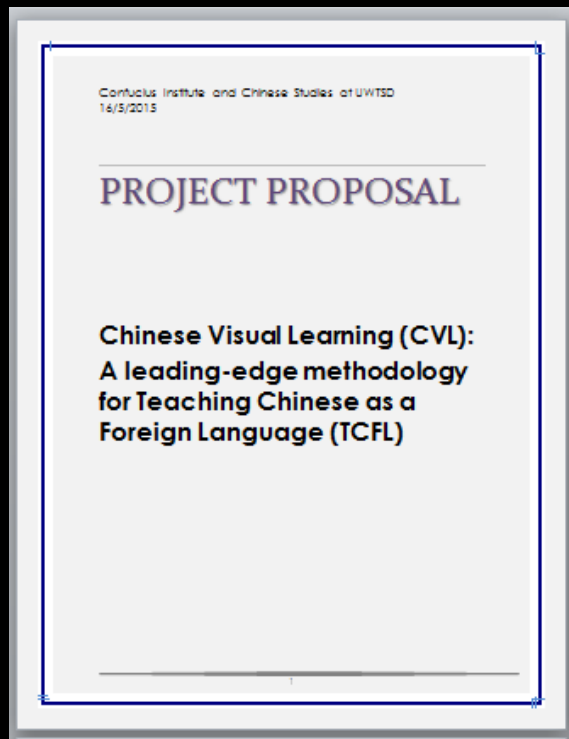 Confucius Institute and Chinese Studies at UWTSD
16/5/2015
PROJECT PROPOSAL
Chinese Visual Learning (CVL):
A leading-edge methodology
for Teaching Chinese as a
Foreign Language (TCFL)
1